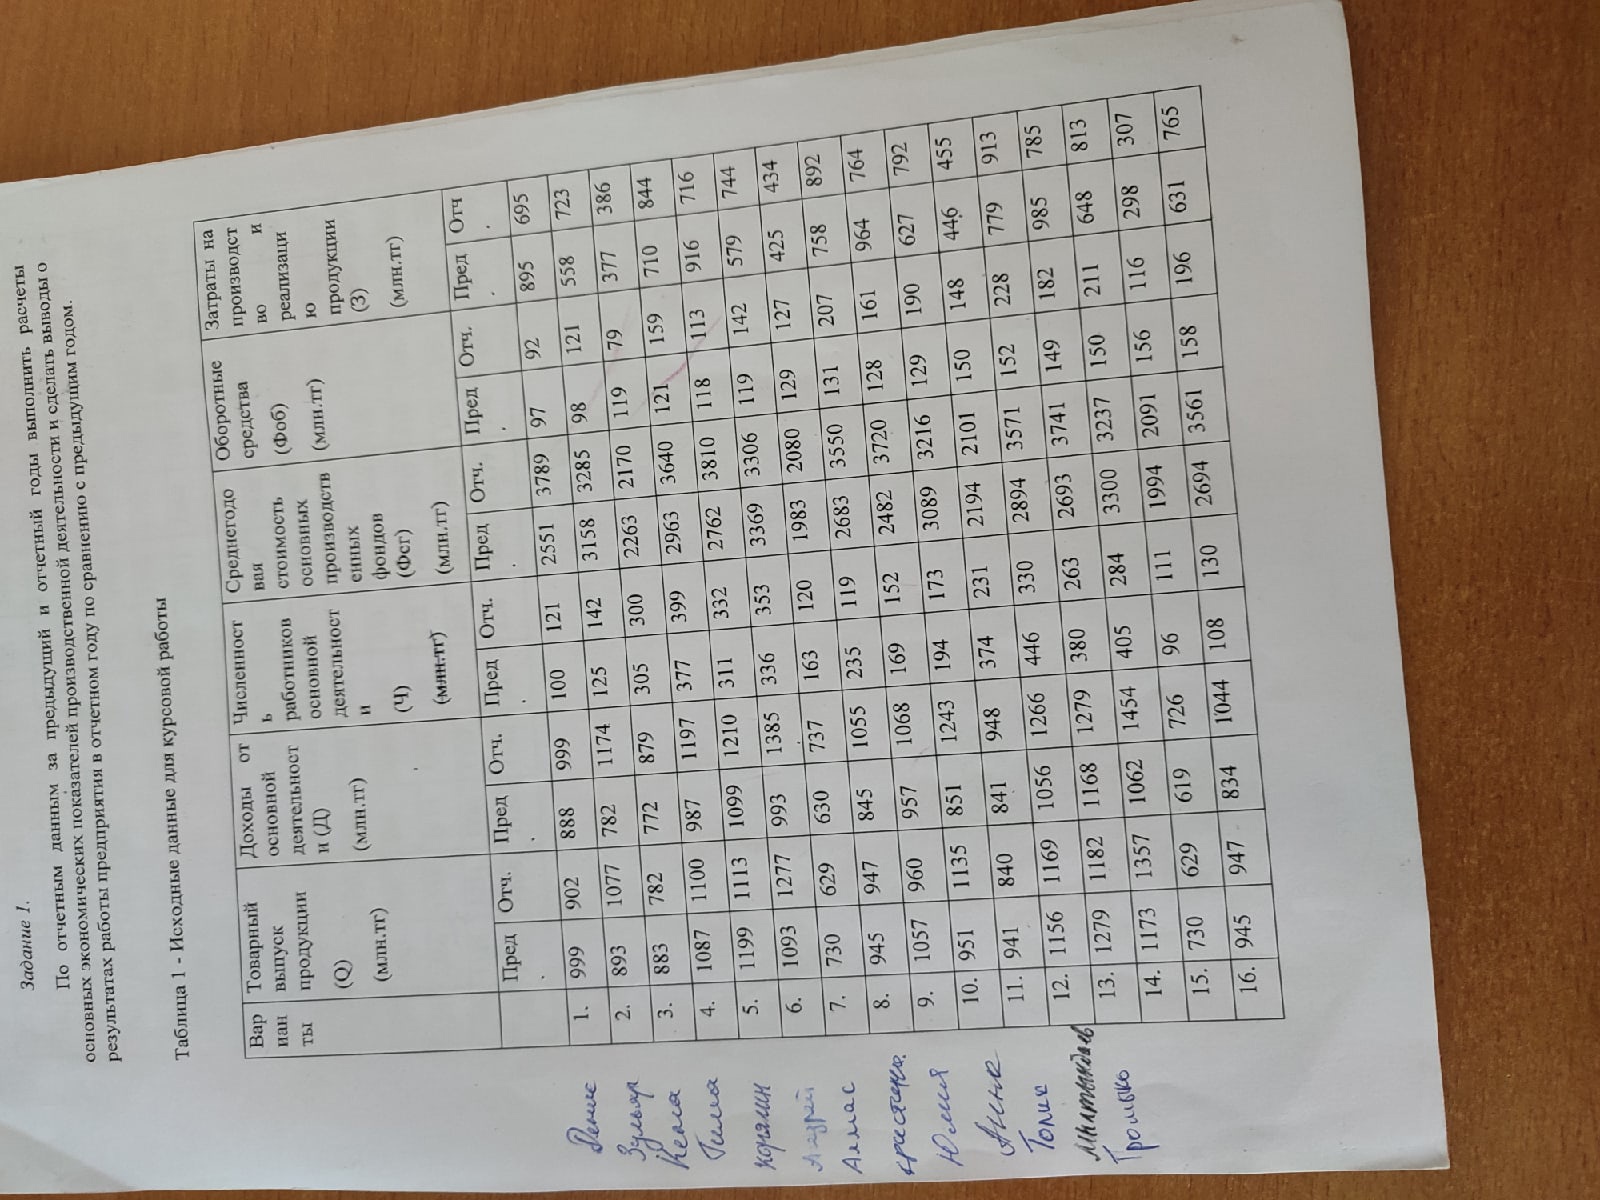 Задание 1.
По отчетным данным за предыдущий и отчетный годы выполнить расчеты
основных экономических показателей производственной деятельности и сделать выводы о
результатах работы предприятия в отчетном году по сравнению с предыдущим годом.
Таблица 1 - Исходные данные для курсовой работы
Вар Товарный Доходы от Численност Среднегодо Оборотные Затраты на
иан выпуск основной ь вая средства производст
ты продукции деятельност работников стоимость (Фоб) во и
(Q) и (Д) основной основных (млн.тг) реализаци
(млн.тг) (млн.тг) деятельност производств ю
и енных продукции
(Ч) фондов (З)
(млн.тг) (Фсг) (млн.тг)
(млн.тг)
Пред Отч. Пред Отч. Пред Отч. Пред Отч. Пред Отч. Пред Отч
. . . . . . .
Денис 1. 999 902 888 999 100 121 2551 3789 97 92 895 695
Зульяр 2. 893 1077 782 1174 125 142 3158 3285 98 121 558 723
3. 883 782 772 879 305 300 2263 2170 119 79 377 386
Тима 4. 1087 1100 987 1197 377 399 2963 3640 121 159 710 844
5. 1199 1113 1099 1210 311 332 2762 3810 118 113 916 716
Андрей 6. 1093 1277 993 1385 336 353 3369 3306 119 142 579 744
Алмас 7. 730 629 630 737 163 120 1983 2080 129 127 425 434
кристина. 8. 945 947 845 1055 235 119 2683 3550 131 207 758 892
Юлия 9. 1057 960 957 1068 169 152 2482 3720 128 161 964 764
Анна 10. 951 1135 851 1243 194 173 3089 3216 129 190 627 792
Толик 11. 941 840 841 948 374 231 2194 2101 150 148 446 455
12. 1156 1169 1056 1266 446 330 2894 3571 152 228 779 913
Громыко 13. 1279 1182 1168 1279 380 263 2693 3741 149 182 985 785
14. 1173 1357 1062 1454 405 284 3300 3237 150 211 648 813
15. 730 629 619 726 96 111 1994 2091 156 116 298 307
16. 945 947 834 1044 108 130 2694 3561 158 196 631 765